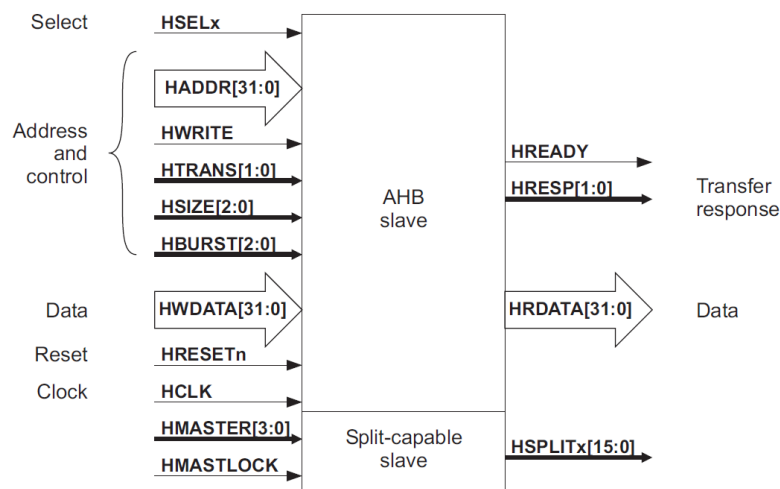 Select
HSELx
HADDR[31:0]
Address
and
control
HWRITE
HTRANS[1:0]
HSIZE[2:0]
HBURST[2:0]
AHB
slave
HREADY
HRESP[1:0]
Transfer
response
Data
HWDATA[31:0]
HRDATA[31:0]
Data
Reset
HRESETn
Clock
HCLK
HMASTER[3:0]
HMASTLOCK
Split-capable
slave
HSPLITx[15:0]